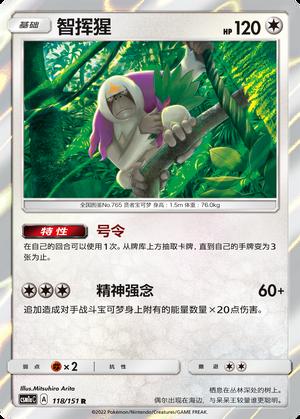 基础
智挥猩
HP 120
全国图鉴No.765 贤者宝可梦 身高：1.5m 体重：76.0kg
特性 号令
在自己的回合可以使用1次。从牌库上方抽取卡牌，直到自己的手牌变为3
张为止。
精神强念 60+
追加造成对手战斗宝可梦身上附有的能量数量×20点伤害。
弱点 ×2 抗性 撤退
Illus.Mitsuhiro Arita
A 118/151 R
栖息在丛林深处的树上。
偶尔出现在海边，与呆呆王较量谁更聪明。
©2022 Pokémon/Nintendo/Creatures/GAME FREAK.